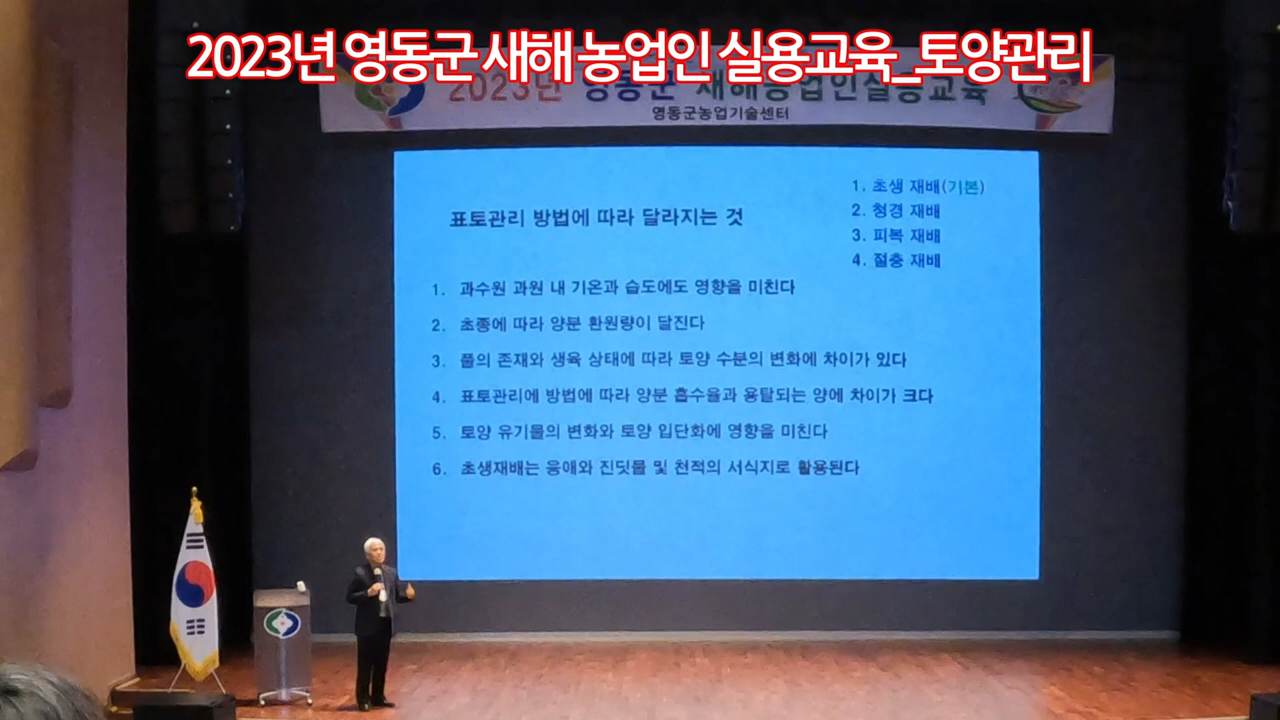 2023년 영동군 새해 농업인 실용교육_토양관리
2023년 영동군 새해농업인실용교육
영동군농업기술센터
1. 초생 재배(기본)
2. 청경 재배
3. 피복 재배
4. 절충 재배
표토관리 방법에 따라 달라지는 것
1. 과수원 과원 내 기온과 습도에도 영향을 미친다
2. 초종에 따라 양분 환원량이 달진다
3. 풀의 존재와 생육 상태에 따라 토양 수분의 변화에 차이가 있다
4. 표토관리에 방법에 따라 양분 흡수율과 용탈되는 양에 차이가 크다
5. 토양 유기물의 변화와 토양 입단화에 영향을 미친다
6. 초생재배는 응애와 진딧물 및 천적의 서식지로 활용된다